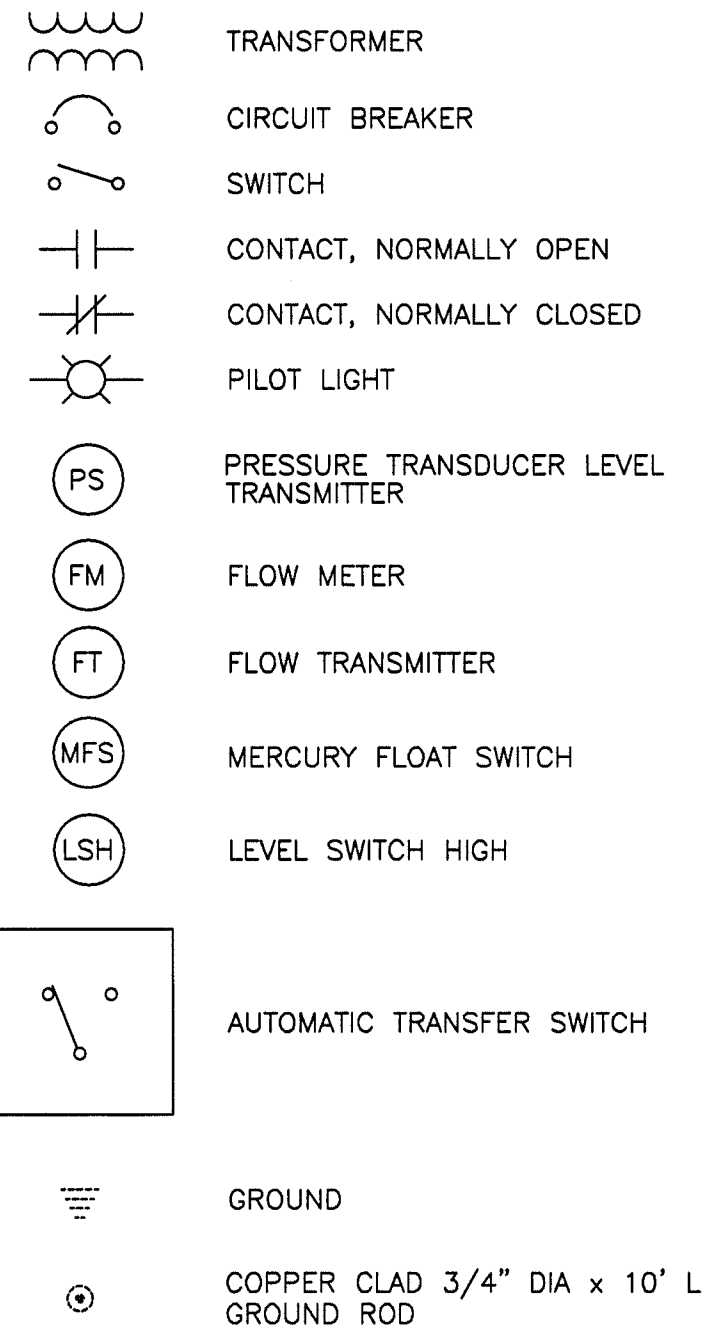 TRANSFORMER
CIRCUIT BREAKER
SWITCH
CONTACT, NORMALLY OPEN
CONTACT, NORMALLY CLOSED
PILOT LIGHT
PS PRESSURE TRANSDUCER LEVEL
TRANSMITTER
FM FLOW METER
FT FLOW TRANSMITTER
MFS MERCURY FLOAT SWITCH
LSH LEVEL SWITCH HIGH
AUTOMATIC TRANSFER SWITCH
GROUND
COPPER CLAD 3/4" DIA x 10' L
GROUND ROD